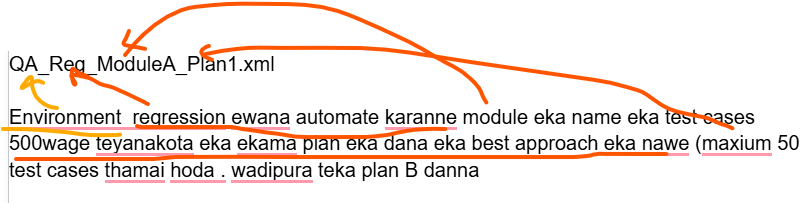 QA_Reg_ModuleA_Plan1.xml
Environment regression ewana automate karanne module eka name eka test cases
500wage teyanakota eka ekama plan eka dana eka best approach eka nawe (maxium 50
test cases thamai hoda . wadipura teka plan B danna